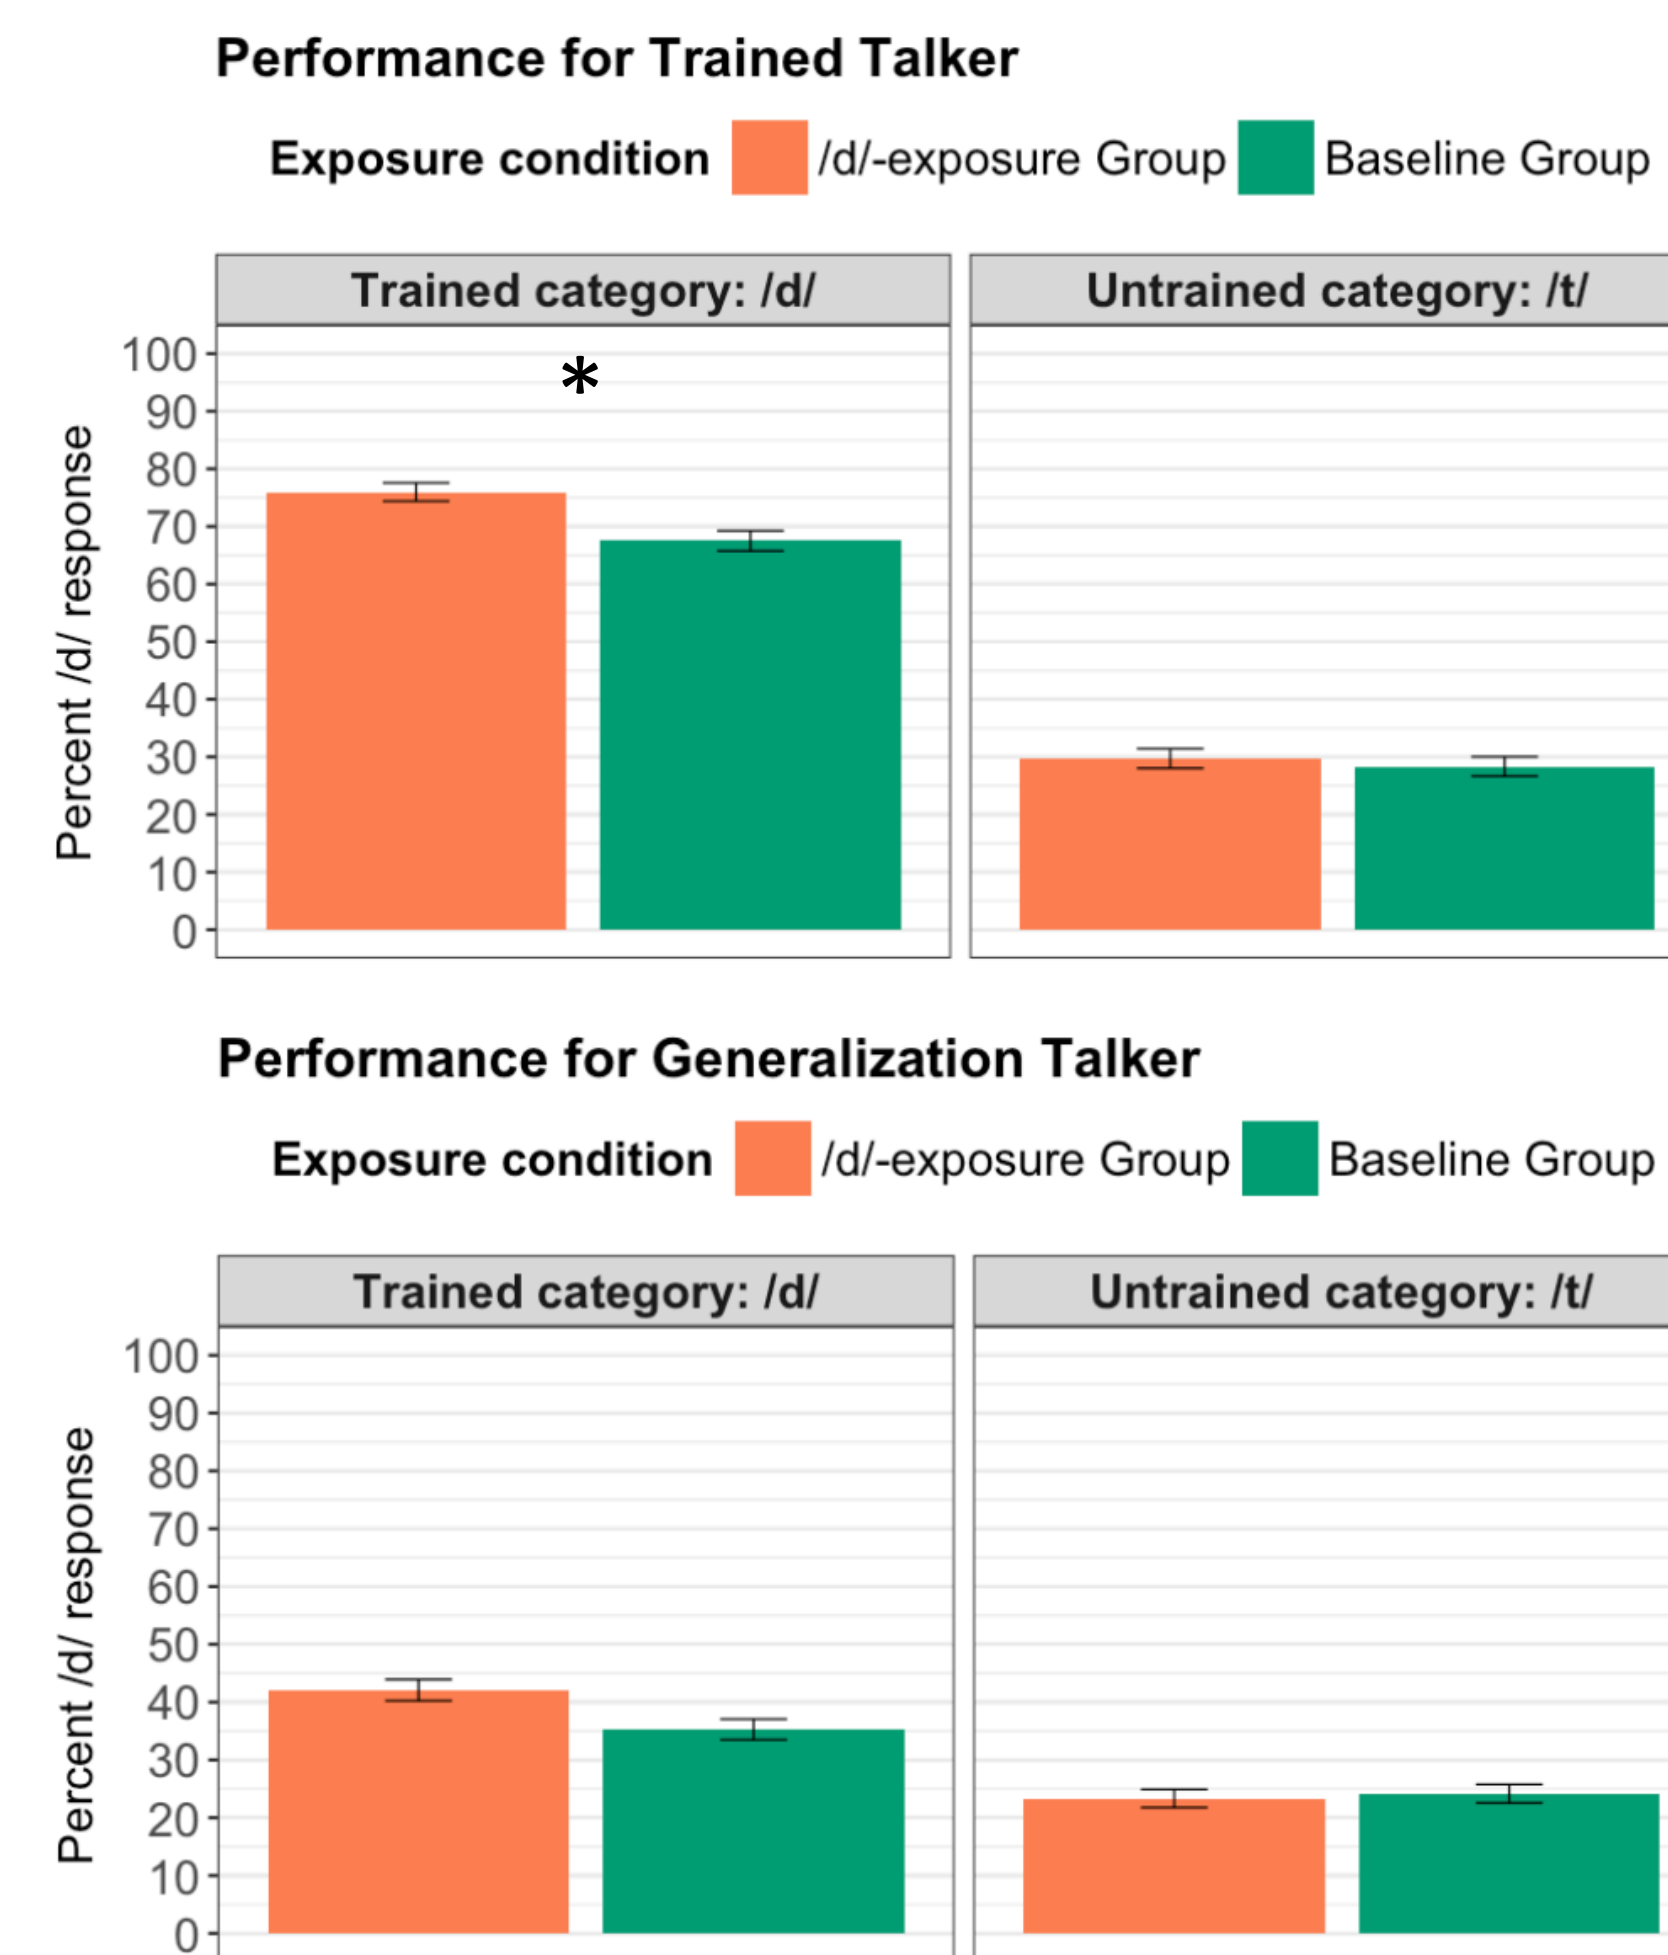 Performance for Trained Talker
Exposure condition /d/-exposure Group Baseline Group
Trained category: /d/ Untrained category: /t/
*
100
90
80
70
60
50
40
30
20
10
0
Percent /d/ response
Performance for Generalization Talker
Exposure condition /d/-exposure Group Baseline Group
Trained category: /d/ Untrained category: /t/
100
90
80
70
60
50
40
30
20
10
0
Percent /d/ response